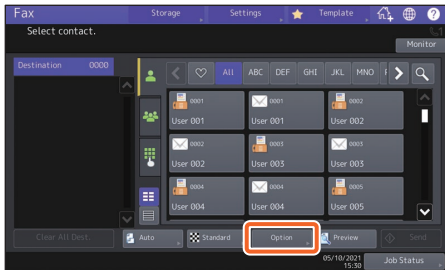 Fax
Storage
Settings
Template
?
Select contact.
Monitor
Destination 0000
All ABC DEF GHI JKL MNO
0001 User 001
0001 User 001
0002 User 002
0002 User 002
0003 User 003
0003 User 003
0004 User 004
0004 User 004
0005 User 005
Clear All Dest.
Auto
Standard
Option
Preview
Send
05/10/2021
15:30
Job Status